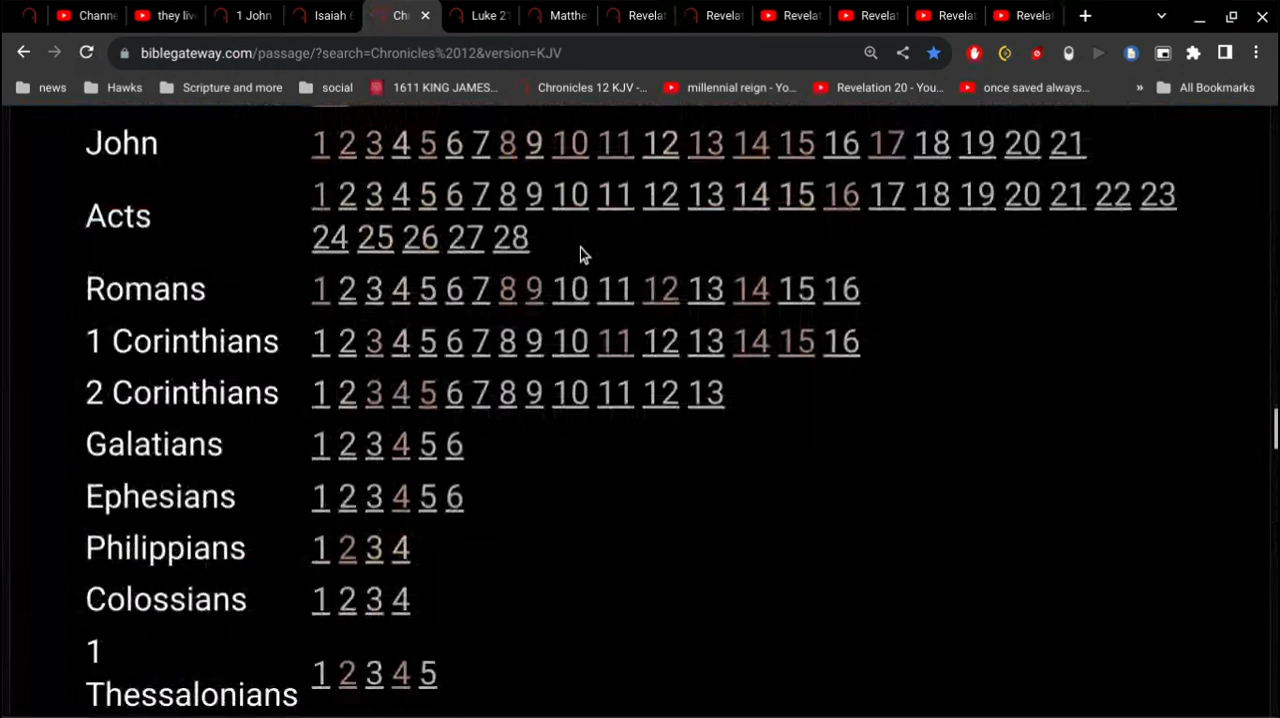 Channe
they live
1 John
Isaiah 6
Ch
Luke 21
Matthe
Revelat
Revelat
Revelat
Revelat
Revelat
Revelat
biblegateway.com/passage/?search=Chronicles%2012&version=KJV
news
Hawks
Scripture and more
social
1611 KING JAMES...
Chronicles 12 KJV -...
millennial reign - Yo...
Revelation 20 - You...
once saved always...
»
All Bookmarks
John 1 2 3 4 5 6 7 8 9 10 11 12 13 14 15 16 17 18 19 20 21
Acts 1 2 3 4 5 6 7 8 9 10 11 12 13 14 15 16 17 18 19 20 21 22 23
24 25 26 27 28
Romans 1 2 3 4 5 6 7 8 9 10 11 12 13 14 15 16
1 Corinthians 1 2 3 4 5 6 7 8 9 10 11 12 13 14 15 16
2 Corinthians 1 2 3 4 5 6 7 8 9 10 11 12 13
Galatians 1 2 3 4 5 6
Ephesians 1 2 3 4 5 6
Philippians 1 2 3 4
Colossians 1 2 3 4
1
Thessalonians 1 2 3 4 5